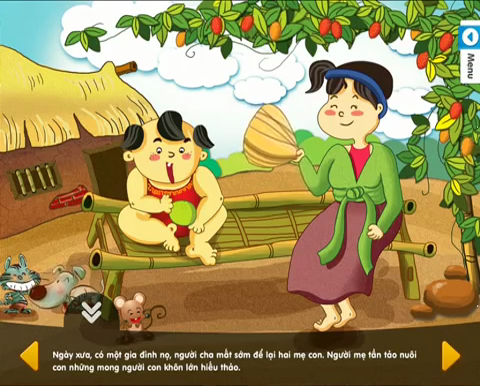 Menu
Ngày xưa, có một gia đình nọ, người cha mất sớm để lại hai mẹ con. Người mẹ tần tảo nuôi
con những mong người con khôn lớn hiếu thảo.